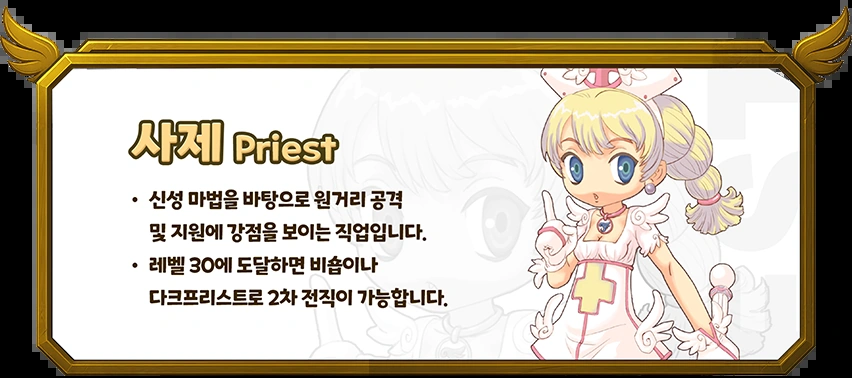 사제 Priest
• 신성 마법을 바탕으로 원거리 공격
및 지원에 강점을 보이는 직업입니다.
• 레벨 30에 도달하면 비숍이나
다크프리스트로 2차 전직이 가능합니다.